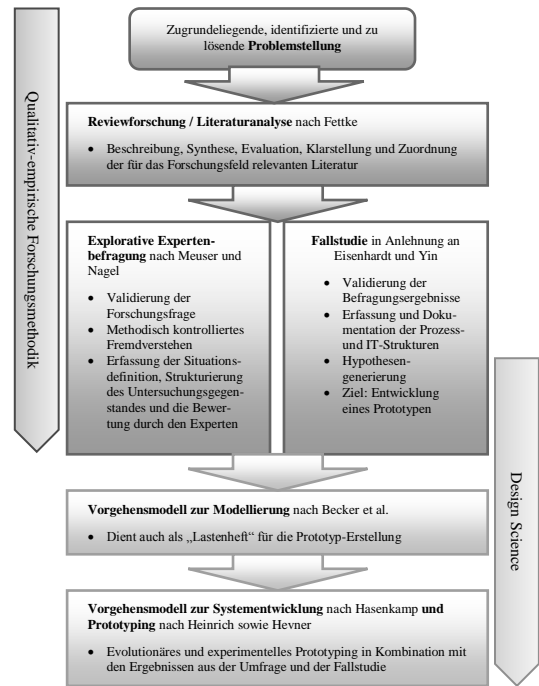 Zugrundeliegende, identifizierte und zu
lösende Problemstellung
Qualitativ-empirische Forschungsmethodik
Reviewforschung / Literaturanalyse nach Fettke
• Beschreibung, Synthese, Evaluation, Klarstellung und Zuordnung
der für das Forschungsfeld relevanten Literatur
Explorative Experten-
befragung nach Meuser und
Nagel
• Validierung der
Forschungsfrage
• Methodisch kontrolliertes
Fremdverstehen
• Erfassung der Situations-
definition, Strukturierung
des Untersuchungsgegen-
standes und die Bewer-
tung durch den Experten
Fallstudie in Anlehnung an
Eisenhardt und Yin
• Validierung der
Befragungsergebnisse
• Erfassung und Doku-
mentation der Prozess-
und IT-Strukturen
• Hypothesen-
generierung
• Ziel: Entwicklung
eines Prototypen
Design Science
Vorgehensmodell zur Modellierung nach Becker et al.
• Dient auch als „Lastenheft“ für die Prototyp-Erstellung
Vorgehensmodell zur Systementwicklung nach Hasenkamp und
Prototyping nach Heinrich sowie Hevner
• Evolutionäres und experimentelles Prototyping in Kombination mit
den Ergebnissen aus der Umfrage und der Fallstudie